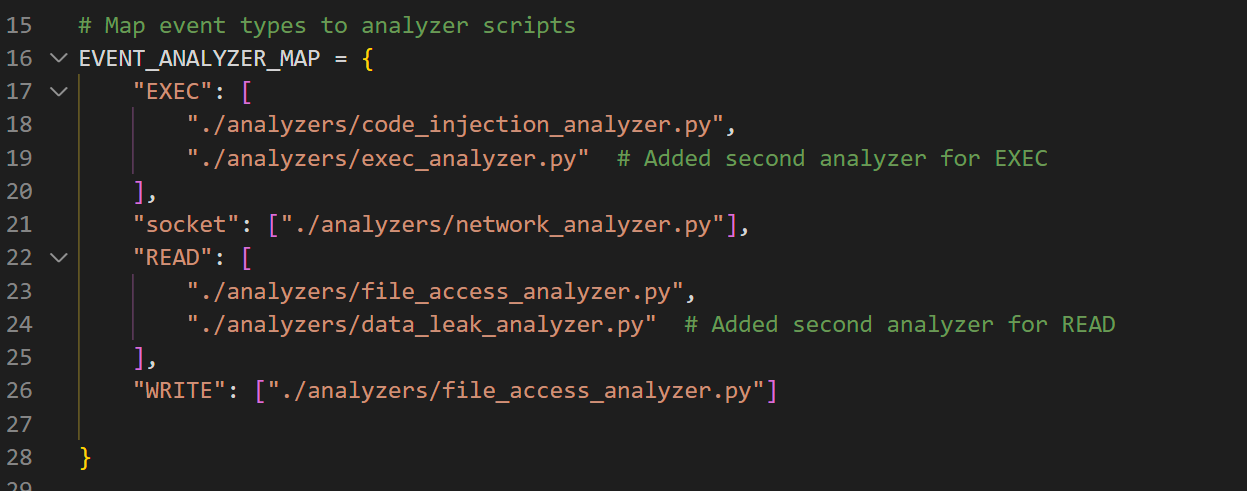 15 # Map event types to analyzer scripts
16 EVENT_ANALYZER_MAP = {
17     "EXEC": [
18         "./analyzers/code_injection_analyzer.py",
19         "./analyzers/exec_analyzer.py"  # Added second analyzer for EXEC
20     ],
21     "socket": ["./analyzers/network_analyzer.py"],
22     "READ": [
23         "./analyzers/file_access_analyzer.py",
24         "./analyzers/data_leak_analyzer.py"  # Added second analyzer for READ
25     ],
26     "WRITE": ["./analyzers/file_access_analyzer.py"]
27
28 }
29